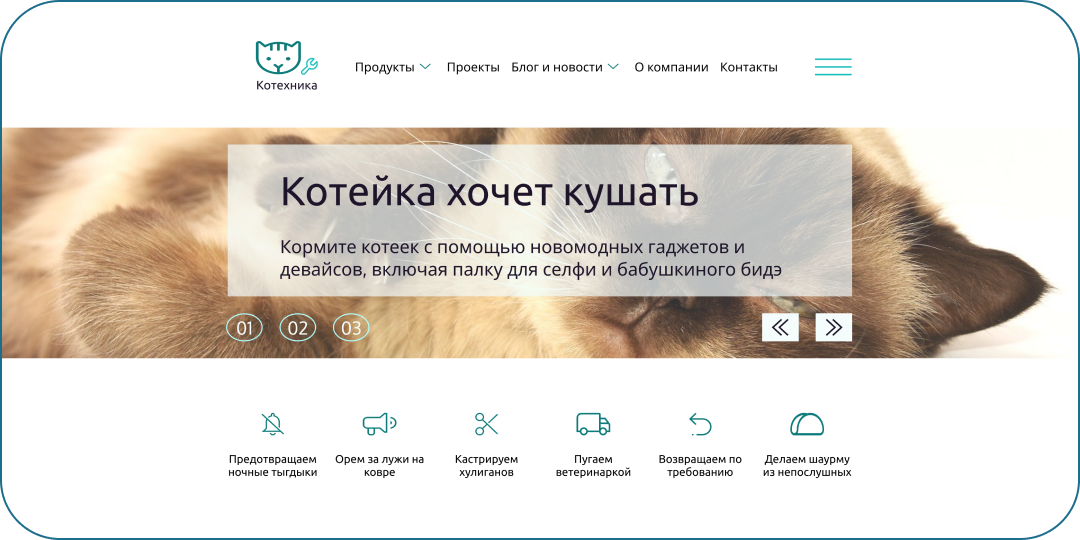 Котехника
Продукты Проекты Блог и новости О компании Контакты
Котейка хочет кушать
Кормите котеек с помощью новомодных гаджетов и
девайсов, включая палку для селфи и бабушкиного бидэ
01 02 03
Предотвращаем
ночные тыгдыки
Орем за лужи на
ковре
Кастрируем
хулиганов
Пугаем
ветеринаркой
Возвращаем по
требованию
Делаем шаурму
из непослушных